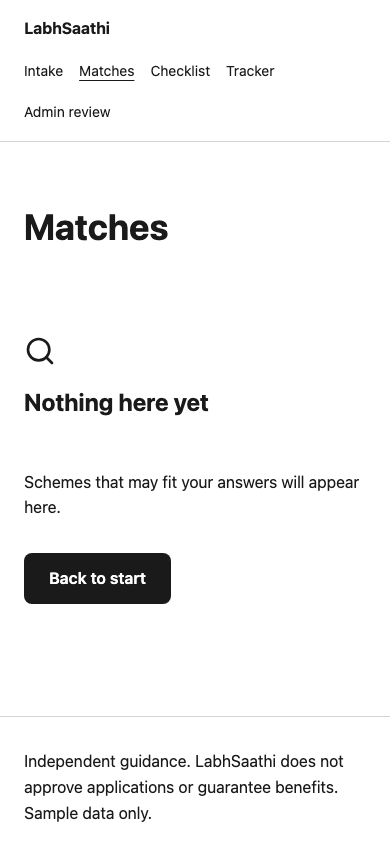 LabhSaathi
Intake Matches Checklist Tracker
Admin review
Matches
Nothing here yet
Schemes that may fit your answers will appear
here.
Back to start
Independent guidance. LabhSaathi does not
approve applications or guarantee benefits.
Sample data only.